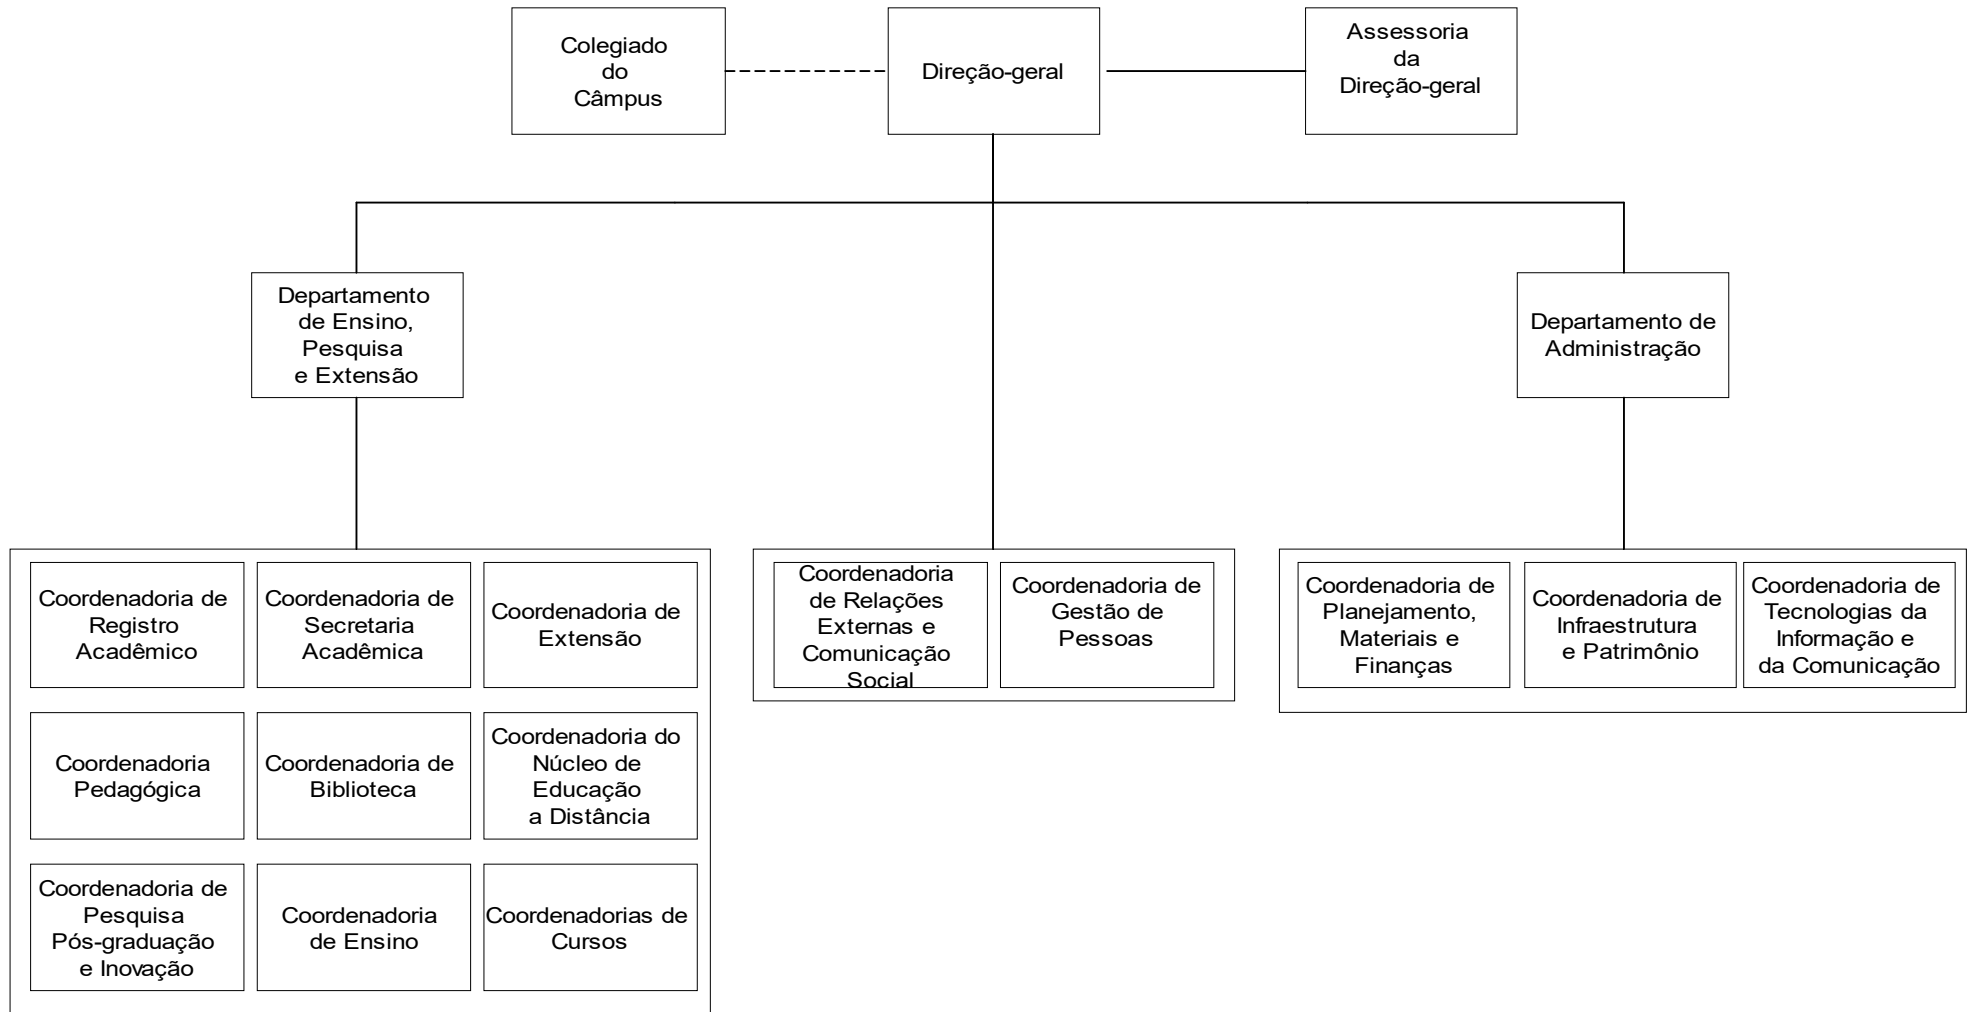 Colegiado
do
Câmpus
Direção-geral
Assessoria
da
Direção-geral
Departamento
de Ensino,
Pesquisa
e Extensão
Departamento de
Administração
Coordenadoria de
Registro
Acadêmico
Coordenadoria de
Secretaria
Acadêmica
Coordenadoria de
Extensão
Coordenadoria
Pedagógica
Coordenadoria de
Biblioteca
Coordenadoria do
Núcleo de
Educação
a Distância
Coordenadoria de
Pesquisa
Pós-graduação
e Inovação
Coordenadoria
de Ensino
Coordenadorias de
Cursos
Coordenadoria
de Relações
Externas e
Comunicação
Social
Coordenadoria de
Gestão de
Pessoas
Coordenadoria de
Planejamento,
Materiais e
Finanças
Coordenadoria de
Infraestrutura
e Patrimônio
Coordenadoria de
Tecnologias da
Informação e
da Comunicação